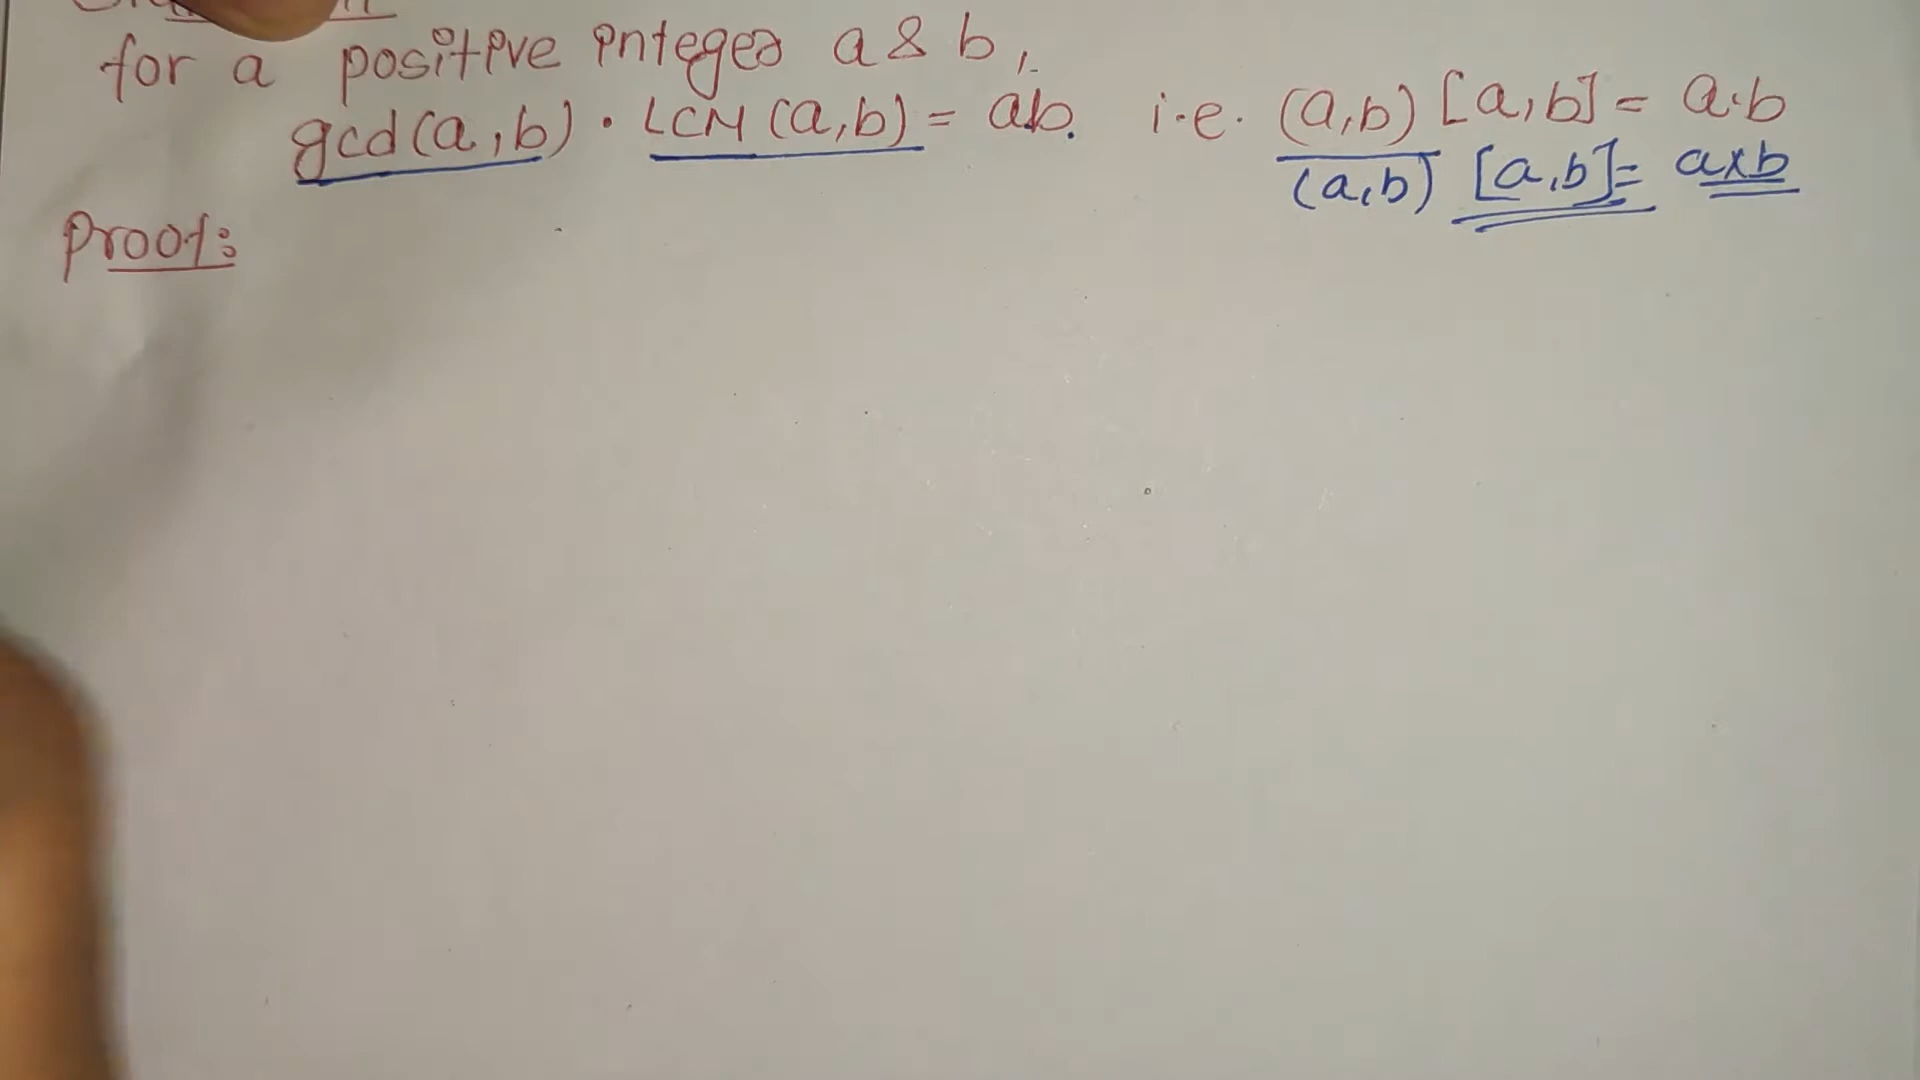 for a positive integer a & b,
gcd(a,b) · LCM (a,b) = ab. i.e. (a,b) [a,b] = a·b
(a,b) [a,b] = a×b
Proof: